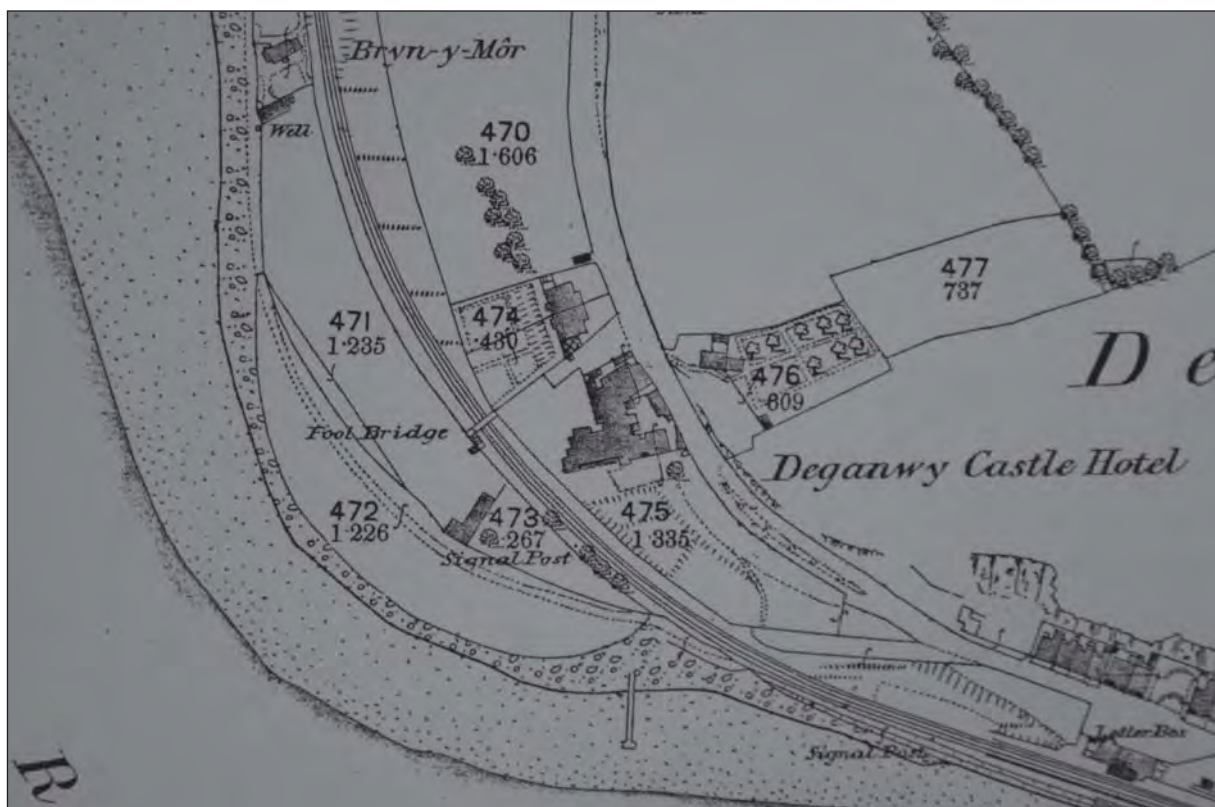 Bryn-y-Môr
Well
470
1·606
477
737
471
1·235
474
·430
D e
476
·809
Foot Bridge
Deganwy Castle Hotel
472
1·226
473
·267
475
1·335
Signal Post
Letter Box
Signal Post
R